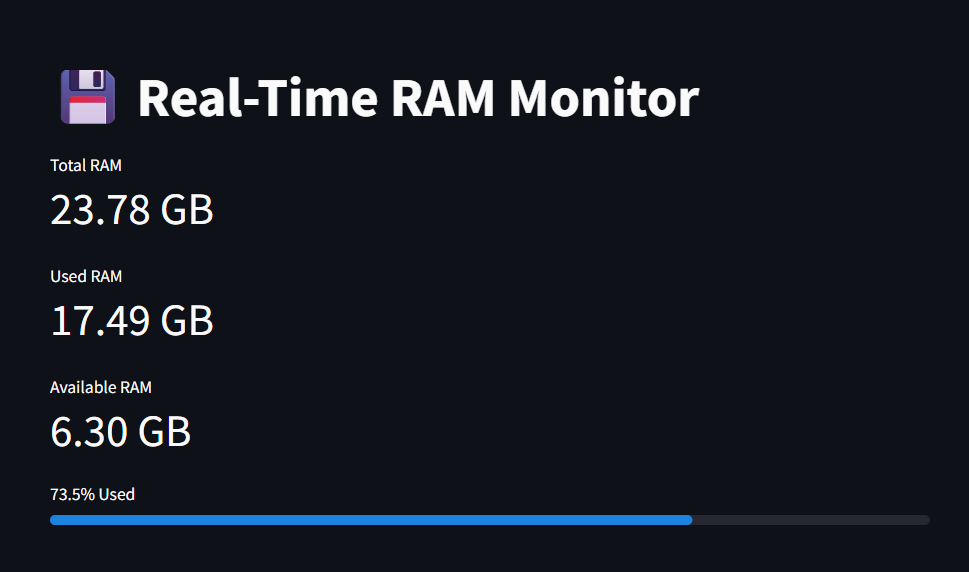 Real-Time RAM Monitor
Total RAM
23.78 GB
Used RAM
17.49 GB
Available RAM
6.30 GB
73.5% Used